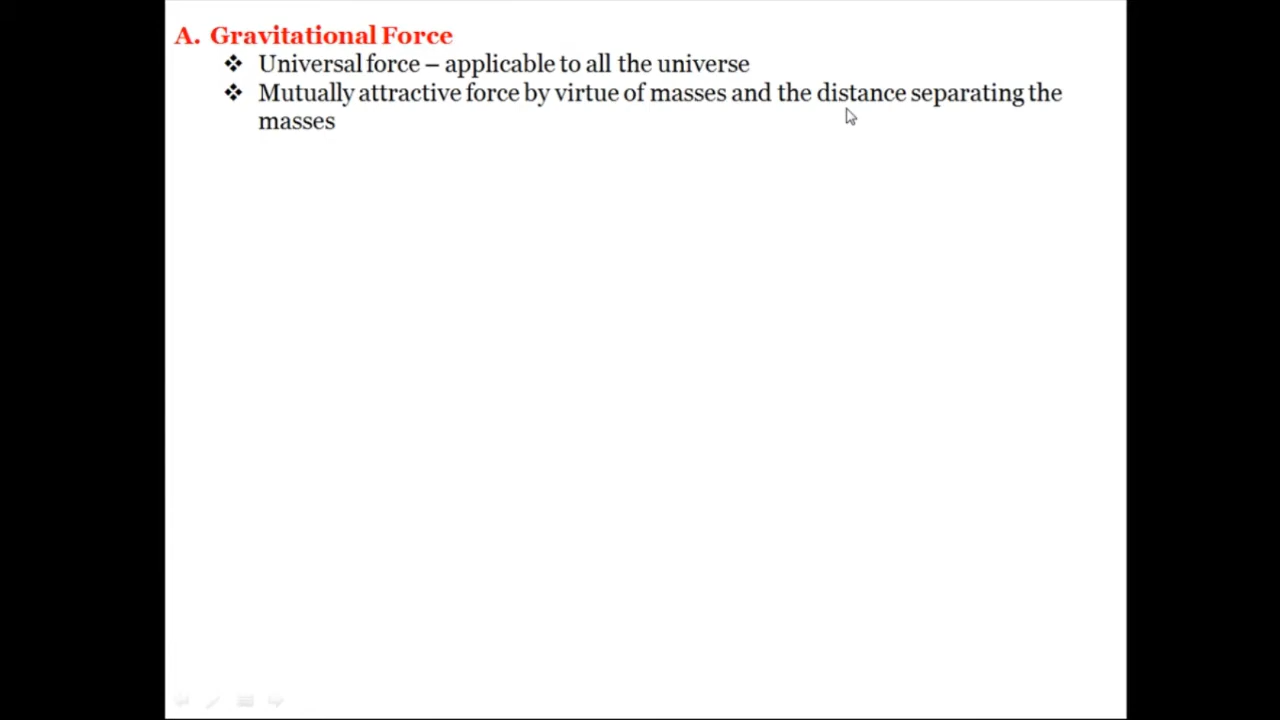 A. Gravitational Force
❖ Universal force – applicable to all the universe
❖ Mutually attractive force by virtue of masses and the distance separating the
masses